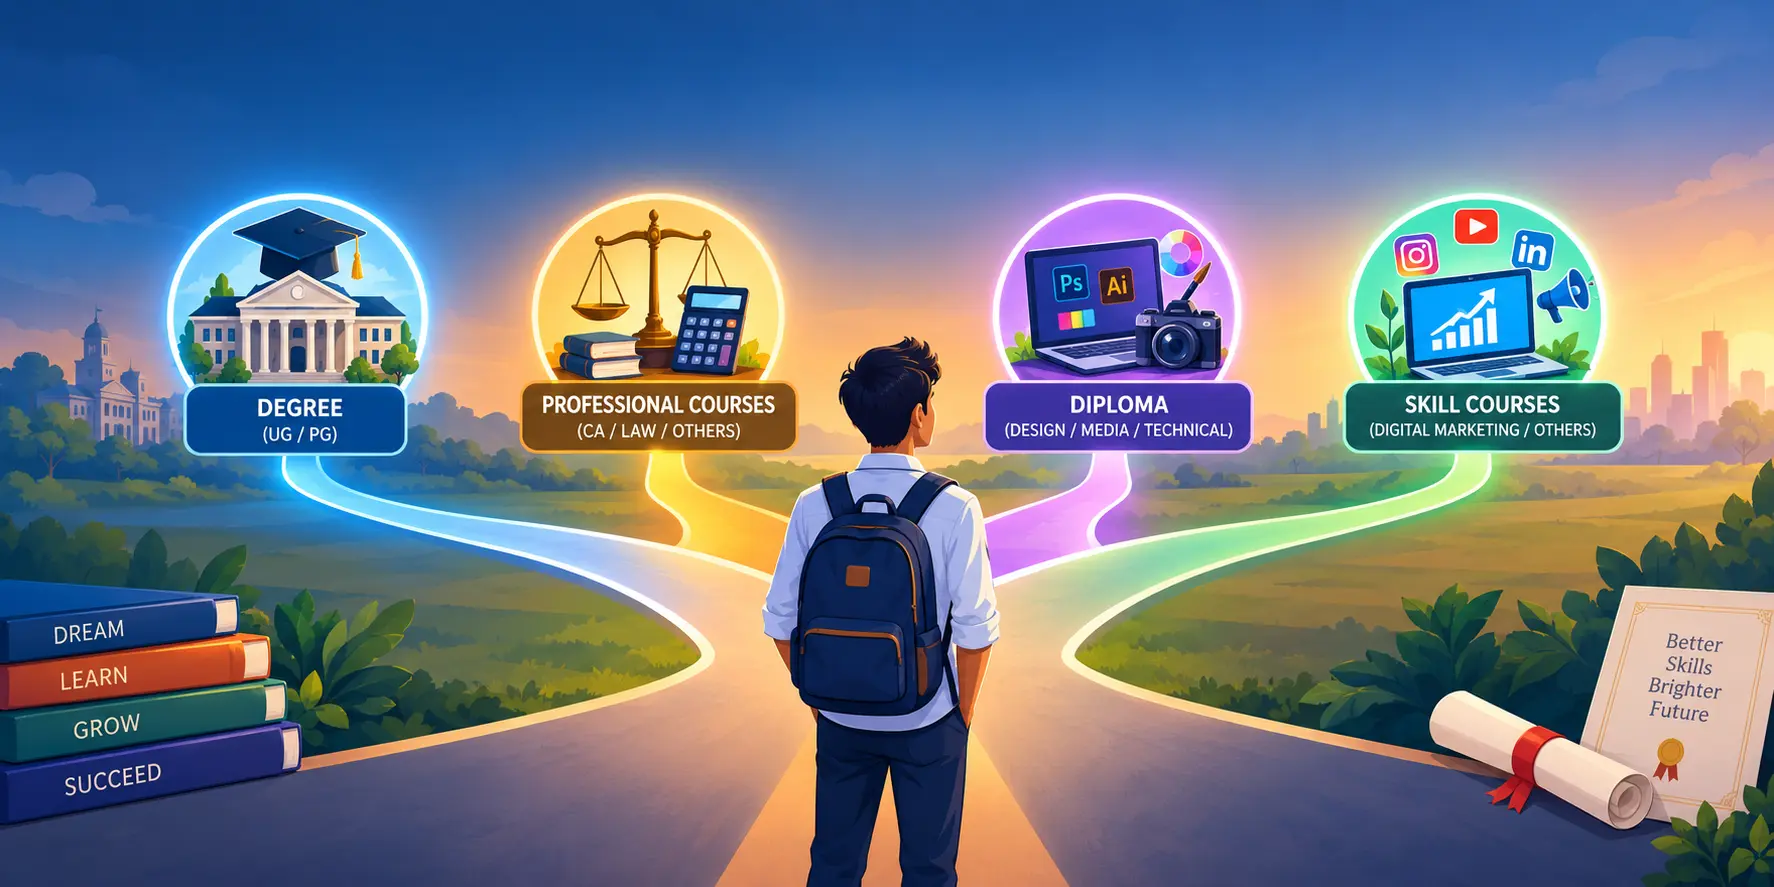 DEGREE
(UG / PG)
PROFESSIONAL COURSES
(CA / LAW / OTHERS)
Ps
Ai
DIPLOMA
(DESIGN / MEDIA / TECHNICAL)
in
SKILL COURSES
(DIGITAL MARKETING / OTHERS)
DREAM
LEARN
GROW
SUCCEED
Better
Skills
Brighter
Future